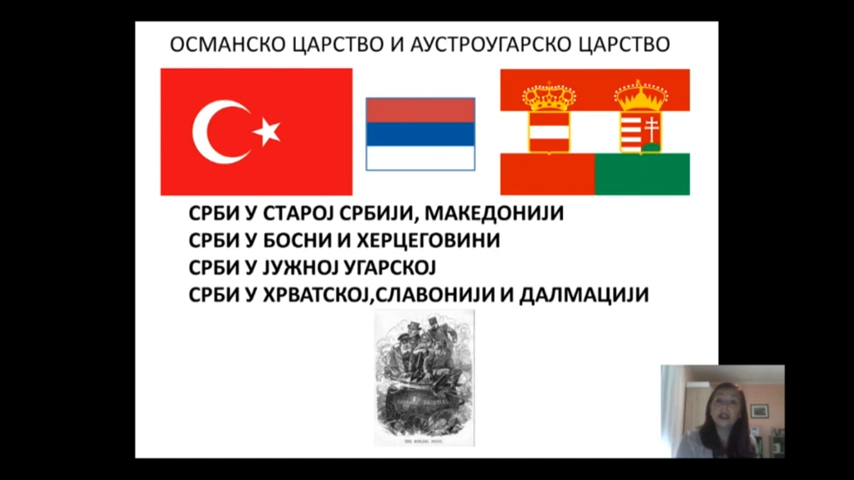 ОСМАНСКО ЦАРСТВО И АУСТРОУГАРСКО ЦАРСТВО
СРБИ У СТАРОЈ СРБИЈИ, МАКЕДОНИЈИ
СРБИ У БОСНИ И ХЕРЦЕГОВИНИ
СРБИ У ЈУЖНОЈ УГАРСКОЈ
СРБИ У ХРВАТСКОЈ,СЛАВОНИЈИ И ДАЛМАЦИЈИ